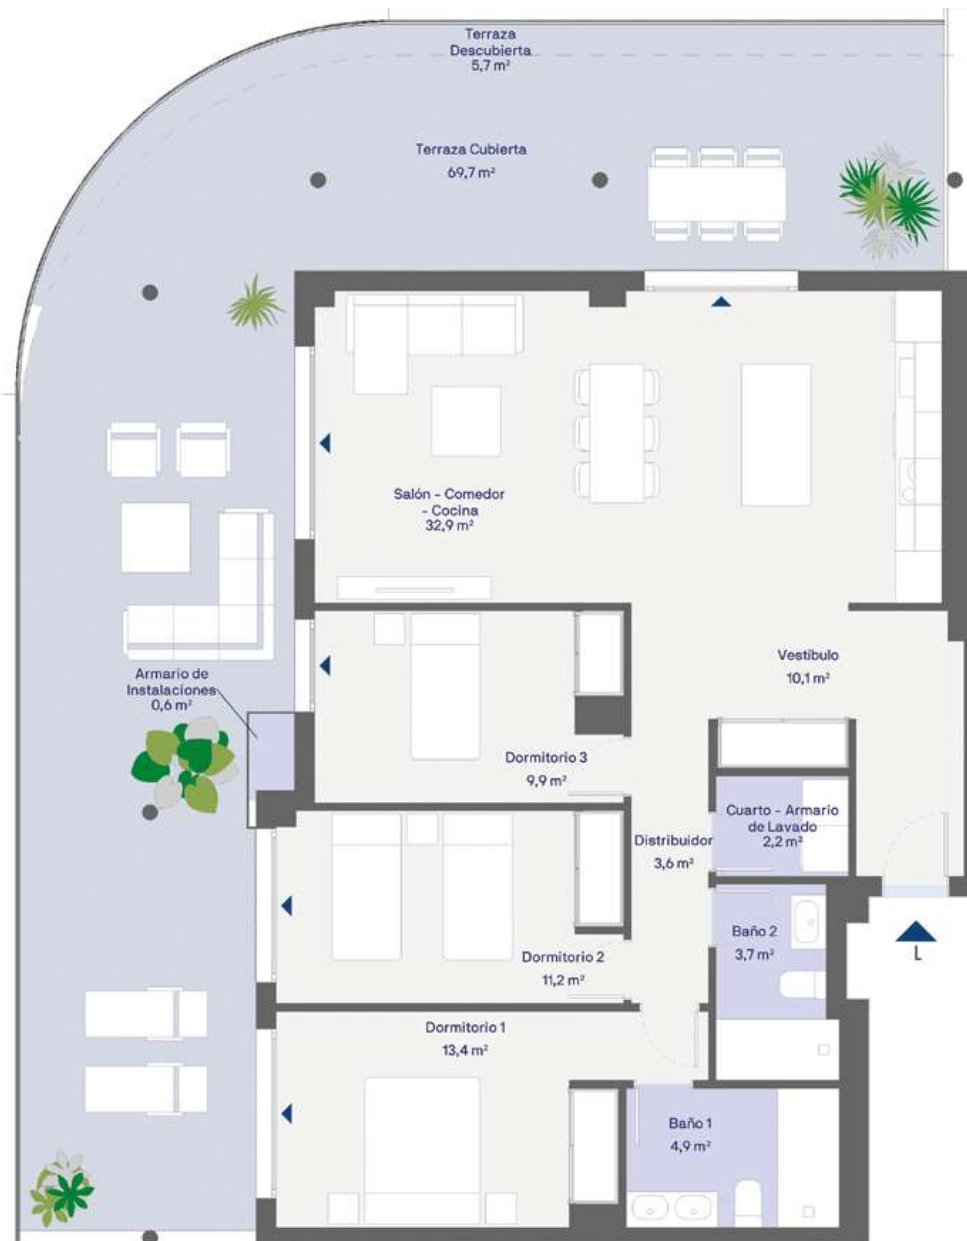 Terraza
Descubierta
5,7 m²
Terraza Cubierta
69,7 m²
Salón - Comedor
- Cocina
32,9 m²
Armario de
Instalaciones
0,6 m²
Vestíbulo
10,1 m²
Dormitorio 3
9,9 m²
Cuarto - Armario
de Lavado
2,2 m²
Distribuidor
3,6 m²
Baño 2
3,7 m²
L
Dormitorio 2
11,2 m²
Dormitorio 1
13,4 m²
Baño 1
4,9 m²